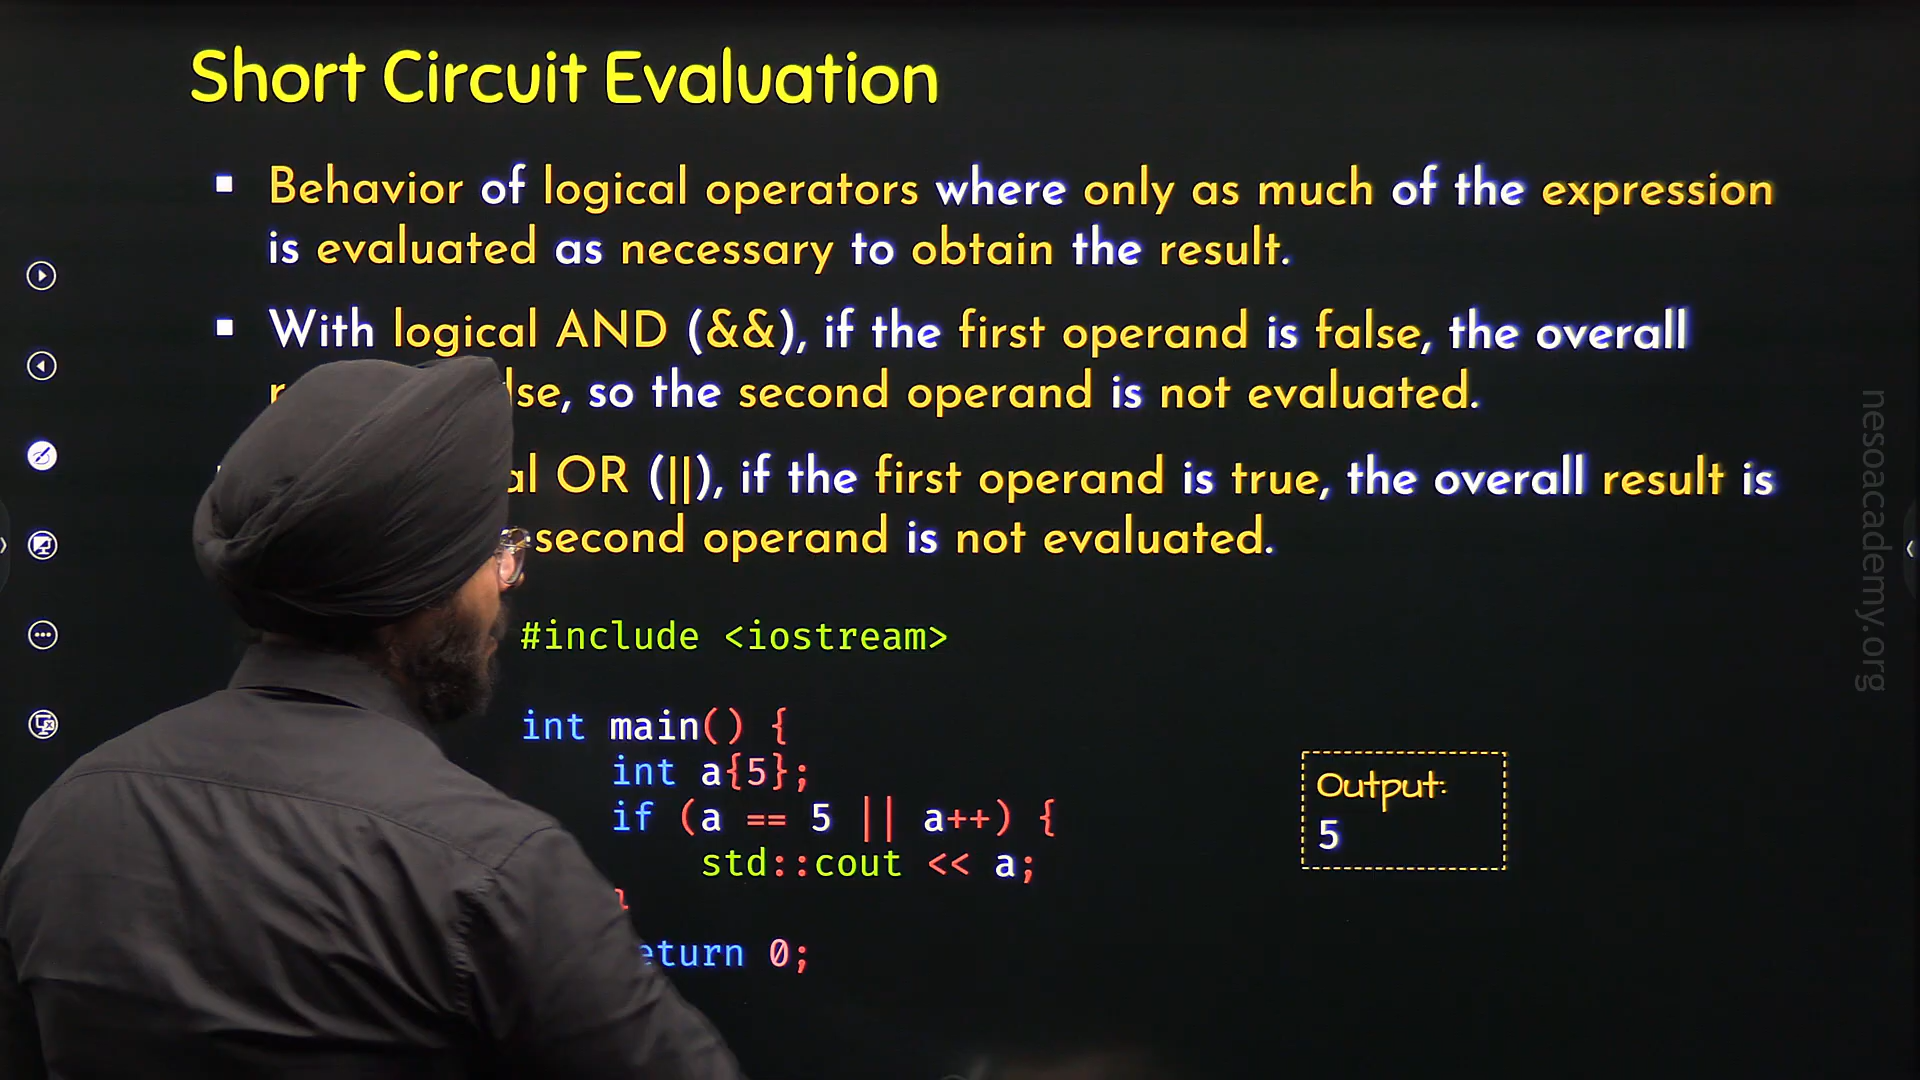 Short Circuit Evaluation
▪ Behavior of logical operators where only as much of the expression
is evaluated as necessary to obtain the result.
▪ With logical AND (&&), if the first operand is false, the overall
so the second operand is not evaluated.
OR (||), if the first operand is true, the overall result is
second operand is not evaluated.
#include <iostream>
int main() {
int a{5};
if (a == 5 || a++) {
std::cout << a;
}
0;
Output:
5
nesoacademy.org